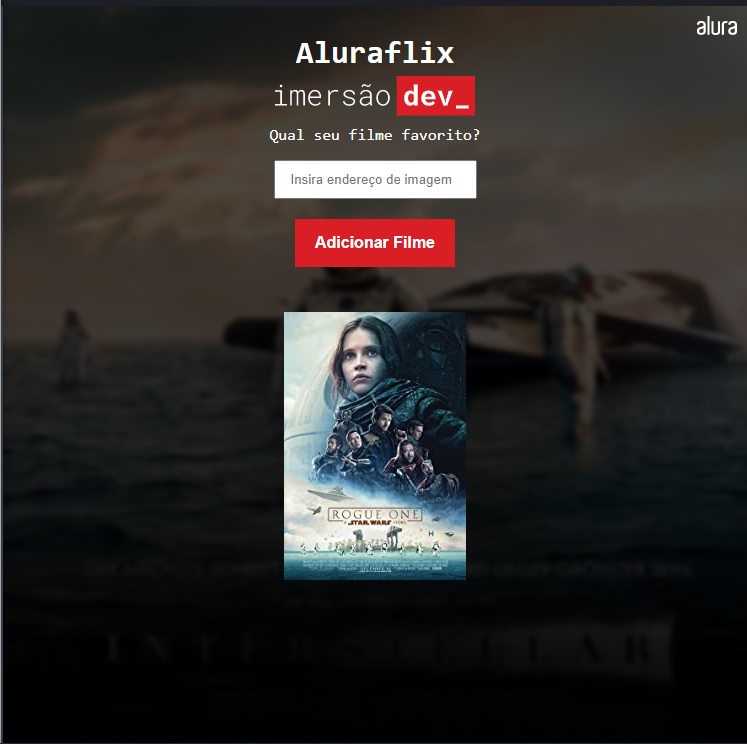 alura
Aluraflix
imersão dev_
Qual seu filme favorito?
Insira endereço de imagem
Adicionar Filme
ROGUE ONE
A STAR WARS STORY
INTERSTELLAR